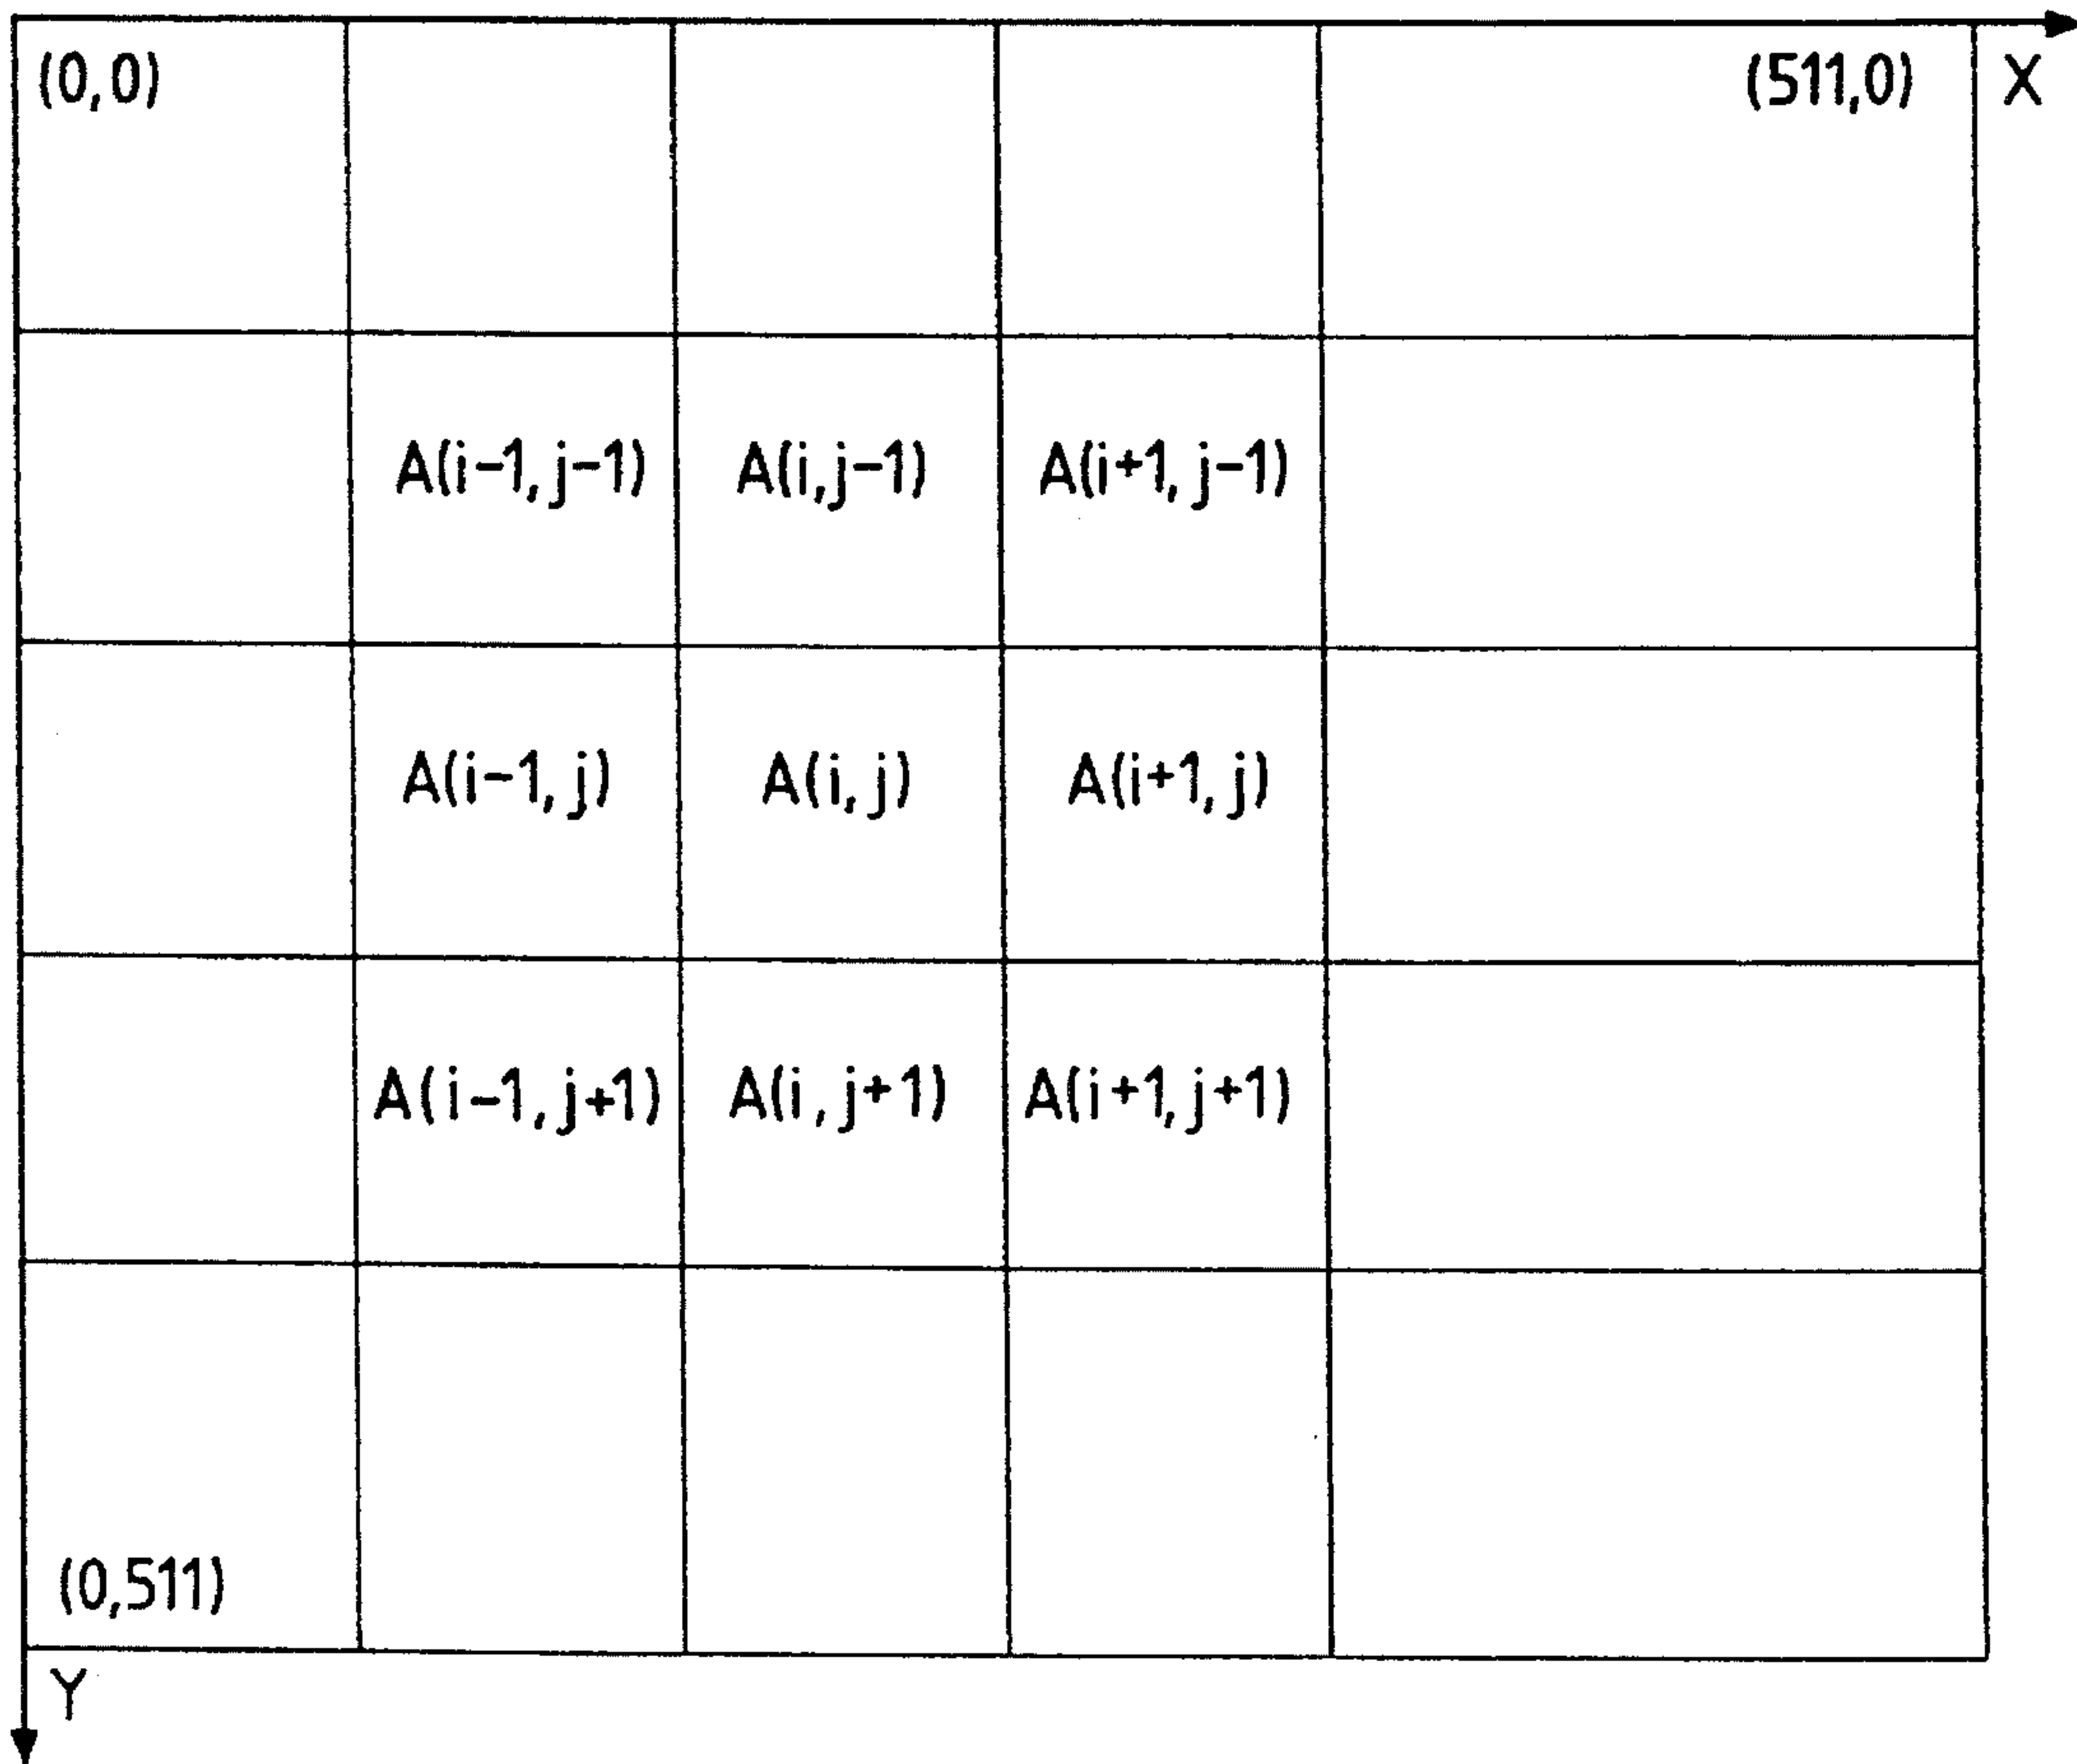 (0,0) (511,0) X
A(i-1, j-1) A(i,j-1) A(i+1, j-1)
A(i-1, j) A(i, j) A(i+1, j)
A(i-1, j+1) A(i, j+1) A(i+1, j+1)
(0,511)
Y